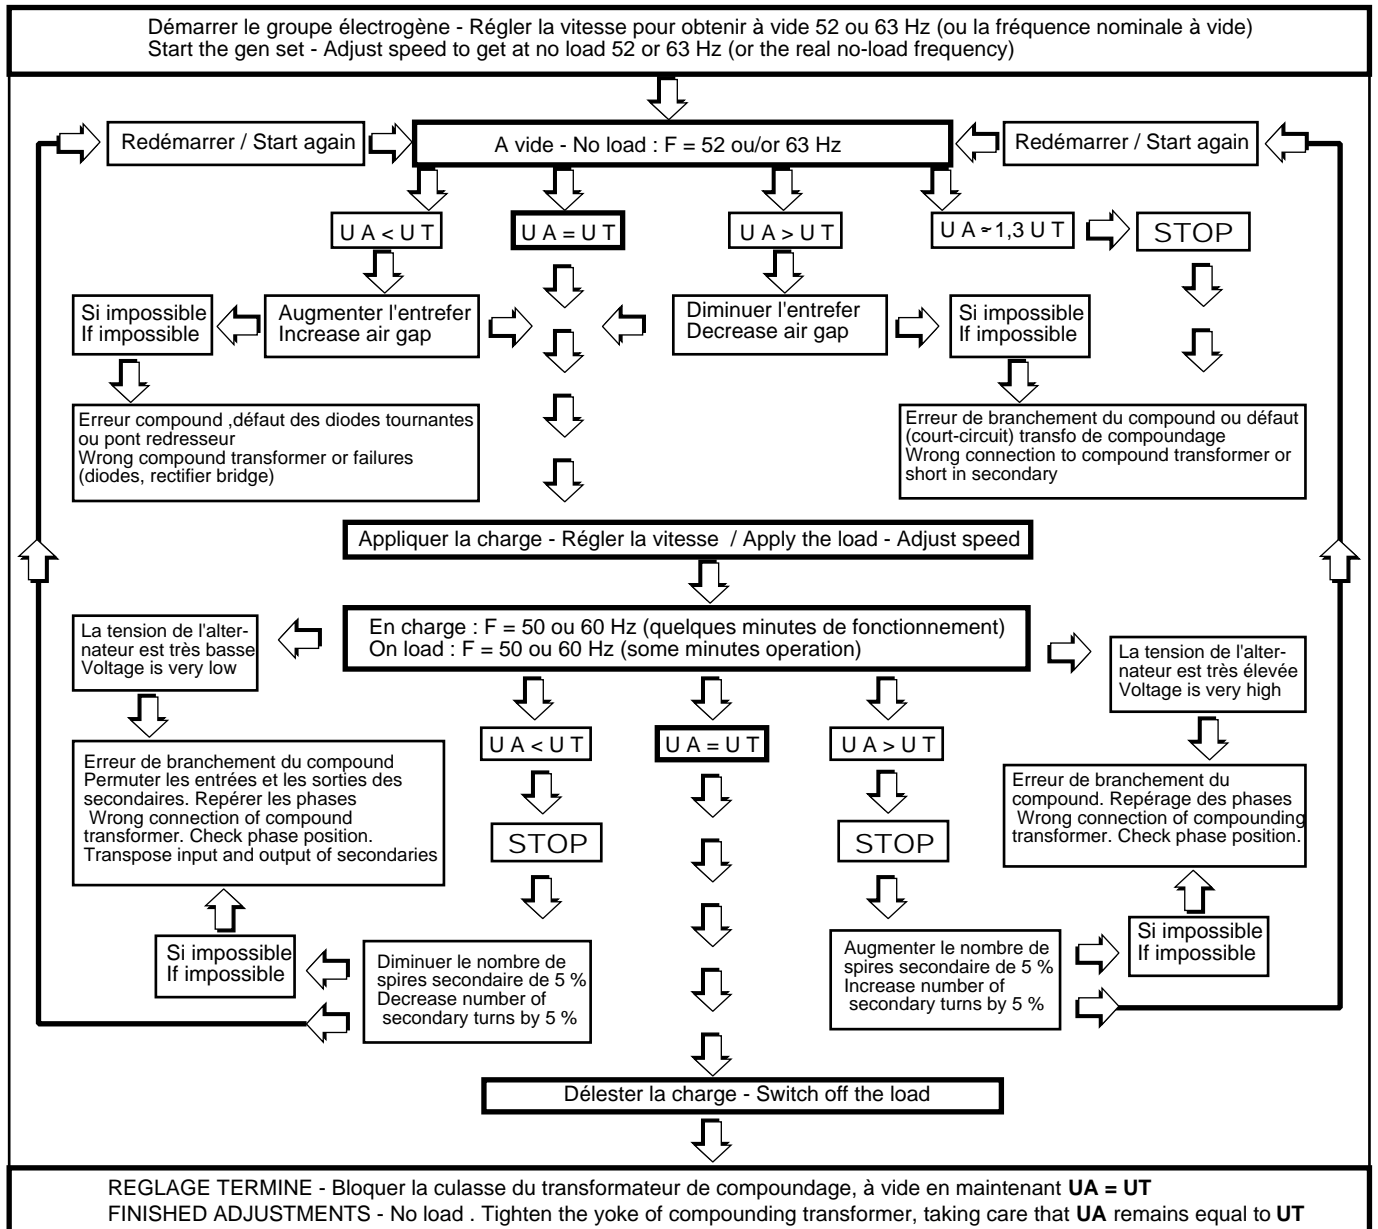 Démarrer le groupe électrogène - Régler la vitesse pour obtenir à vide 52 ou 63 Hz (ou la fréquence nominale à vide)
Start the gen set - Adjust speed to get at no load 52 or 63 Hz (or the real no-load frequency)
Redémarrer / Start again
A vide - No load : F = 52 ou/or 63 Hz
Redémarrer / Start again
U A < U T
U A = U T
U A > U T
U A ≃ 1,3 U T
STOP
Si impossible
If impossible
Augmenter l'entrefer
Increase air gap
Diminuer l'entrefer
Decrease air gap
Si impossible
If impossible
Erreur compound ,défaut des diodes tournantes
ou pont redresseur
Wrong compound transformer or failures
(diodes, rectifier bridge)
Erreur de branchement du compound ou défaut
(court-circuit) transfo de compoundage
Wrong connection to compound transformer or
short in secondary
Appliquer la charge - Régler la vitesse / Apply the load - Adjust speed
La tension de l'alter-
nateur est très basse
Voltage is very low
En charge : F = 50 ou 60 Hz (quelques minutes de fonctionnement)
On load : F = 50 ou 60 Hz (some minutes operation)
La tension de l'alter-
nateur est très élevée
Voltage is very high
U A < U T
U A = U T
U A > U T
Erreur de branchement du compound
Permuter les entrées et les sorties des
secondaires. Repérer les phases
Wrong connection of compound
transformer. Check phase position.
Transpose input and output of secondaries
STOP
STOP
Erreur de branchement du
compound. Repérage des phases
Wrong connection of compounding
transformer. Check phase position.
Si impossible
If impossible
Diminuer le nombre de
spires secondaire de 5 %
Decrease number of
secondary turns by 5 %
Augmenter le nombre de
spires secondaire de 5 %
Increase number of
secondary turns by 5 %
Si impossible
If impossible
Délester la charge - Switch off the load
REGLAGE TERMINE - Bloquer la culasse du transformateur de compoundage, à vide en maintenant UA = UT
FINISHED ADJUSTMENTS - No load . Tighten the yoke of compounding transformer, taking care that UA remains equal to UT